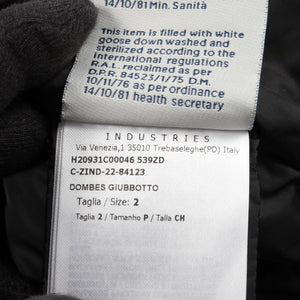 14/10/81 Min. Sanità
This item is filled with white
goose down washed and
sterilized according to the
international regulations
R.A.L. reclaimed as per
D.P.R. 84523/1/75 D.M.
10/11/76 as per ordinance
14/10/81 health secretary
INDUSTRIES
Via Venezia,1 35010 Trebaseleghe(PD) Italy
H20931C00046 539ZD
C-ZIND-22-84123
DOMBES GIUBBOTTO
Taglia / Size: 2
Taglia 2 / Tamanho P / Talla CH